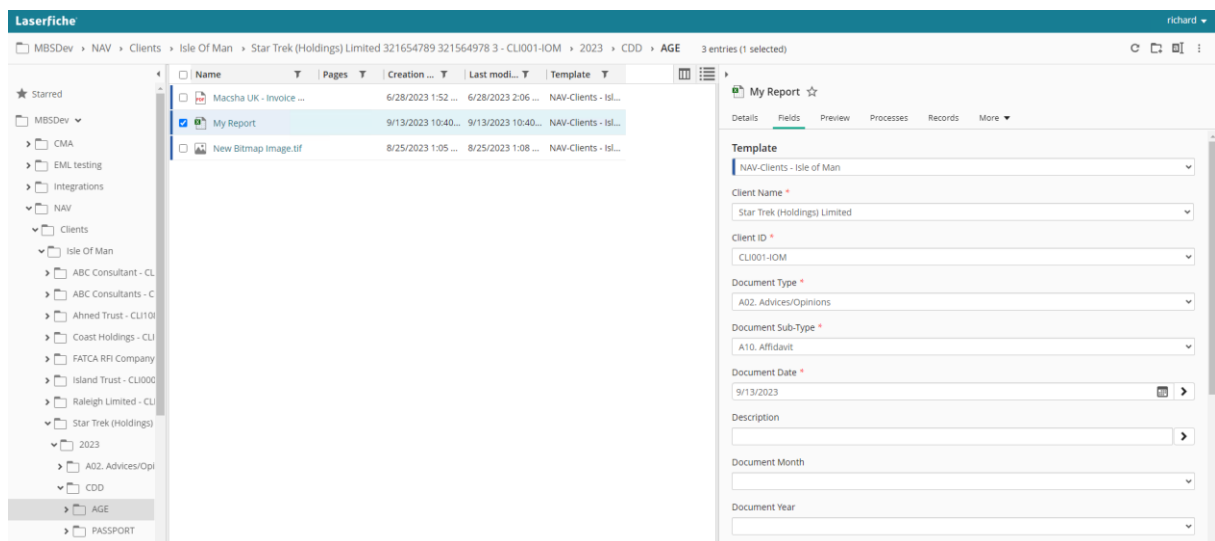 Laserfiche
richard
MBSDev > NAV > Clients > Isle Of Man > Star Trek (Holdings) Limited 321654789 321564978 3 - CLI001-IOM > 2023 > CDD > AGE 3 entries (1 selected)
Starred
MBSDev
CMA
EML testing
Integrations
NAV
Clients
Isle Of Man
ABC Consultant - CL
ABC Consultants - C
Ahned Trust - CLI10
Coast Holdings - CLI
FATCA RFI Company
Island Trust - CLI000
Raleigh Limited - CLI
Star Trek (Holdings)
2023
A02. Advices/Opi
CDD
AGE
PASSPORT
Name Pages Creation ... Last modi... Template
Macsha UK - Invoice ... 6/28/2023 1:52 ... 6/28/2023 2:06 ... NAV-Clients - Isl...
My Report 9/13/2023 10:40... 9/13/2023 10:40... NAV-Clients - Isl...
New Bitmap Image.tif 8/25/2023 1:05 ... 8/25/2023 1:08 ... NAV-Clients - Isl...
My Report
Details Fields Preview Processes Records More
Template
NAV-Clients - Isle of Man
Client Name *
Star Trek (Holdings) Limited
Client ID *
CLI001-IOM
Document Type *
A02. Advices/Opinions
Document Sub-Type *
A10. Affidavit
Document Date *
9/13/2023
Description
Document Month
Document Year